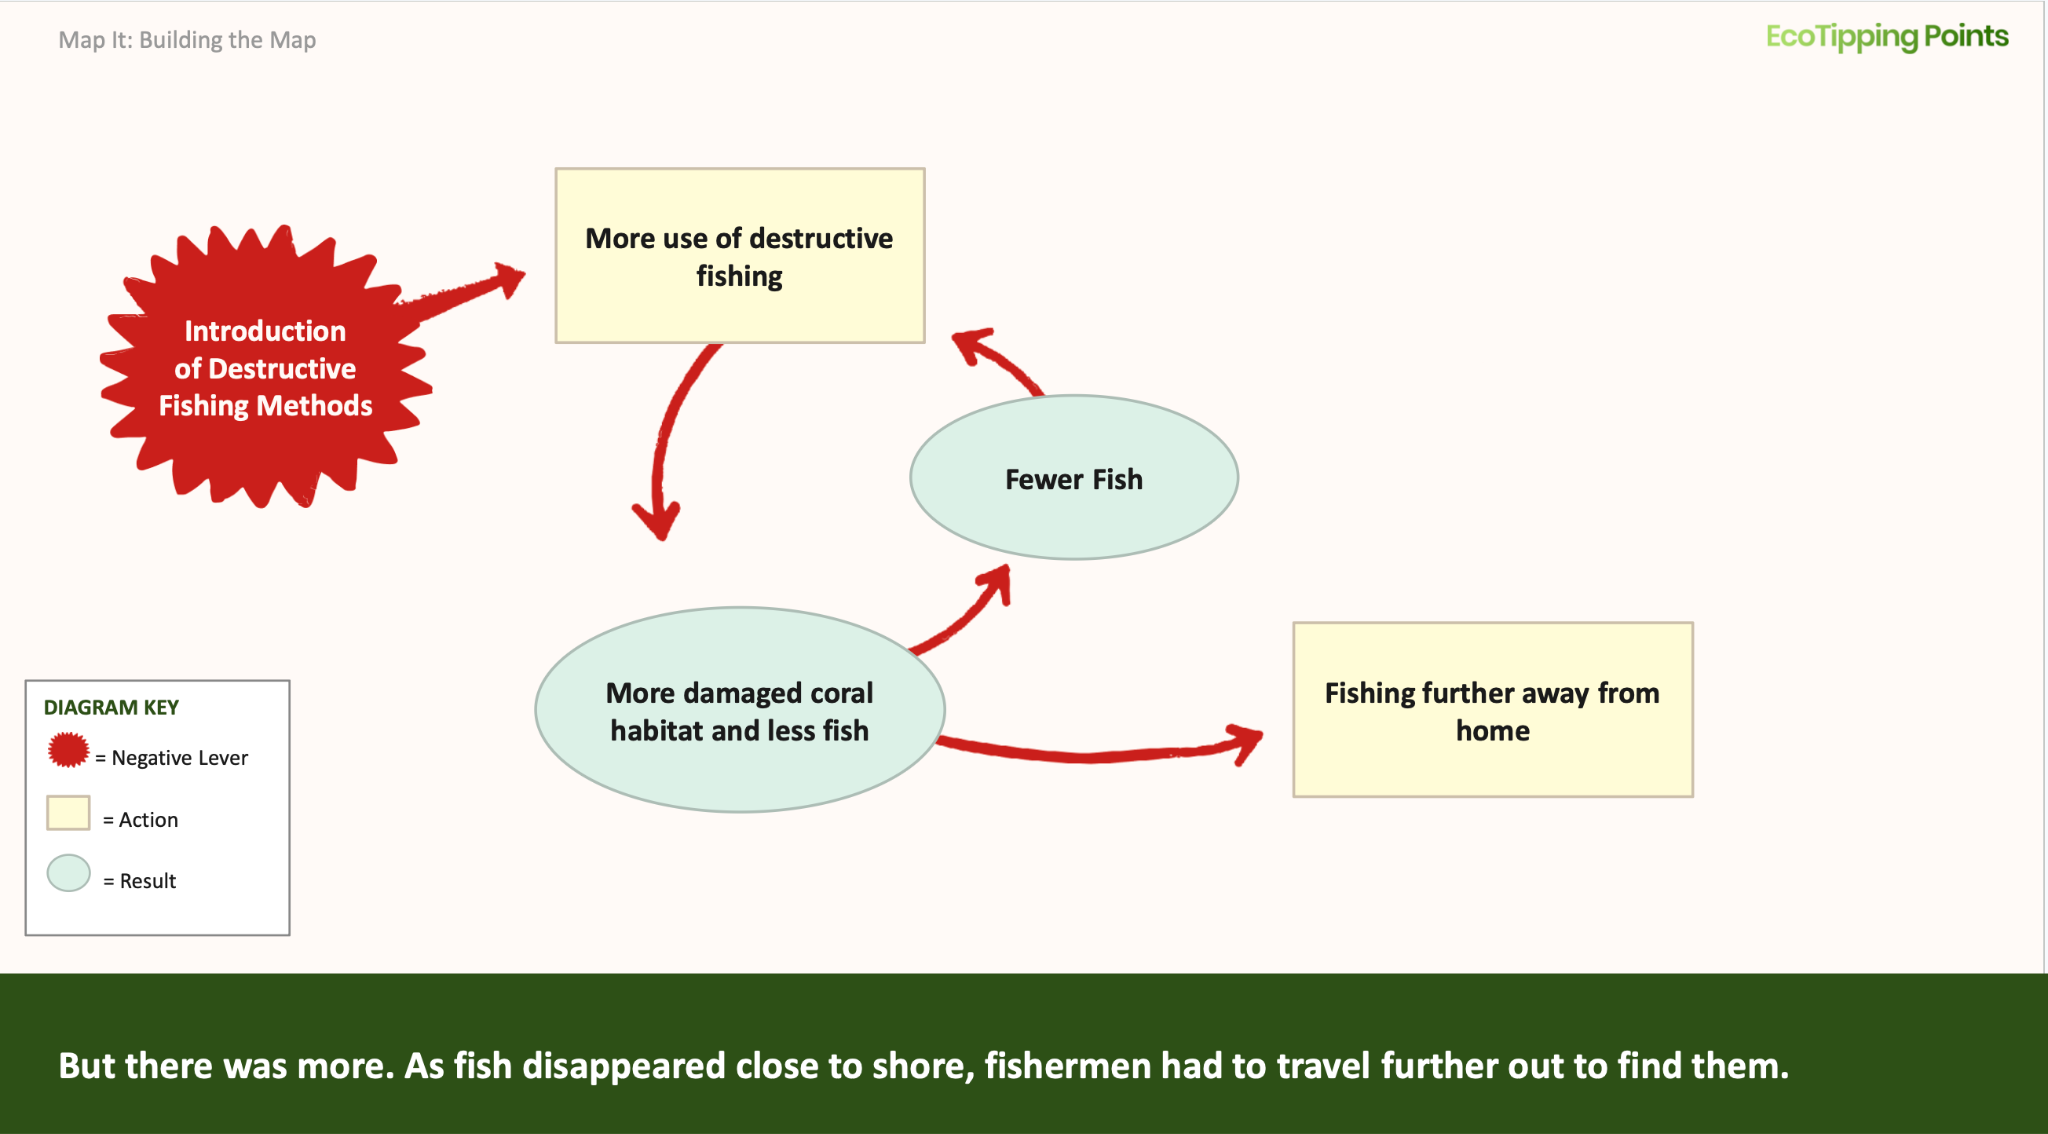 Map It: Building the Map
EcoTipping Points
More use of destructive
fishing
Introduction
of Destructive
Fishing Methods
Fewer Fish
More damaged coral
habitat and less fish
Fishing further away from
home
DIAGRAM KEY
= Negative Lever
= Action
= Result
But there was more. As fish disappeared close to shore, fishermen had to travel further out to find them.